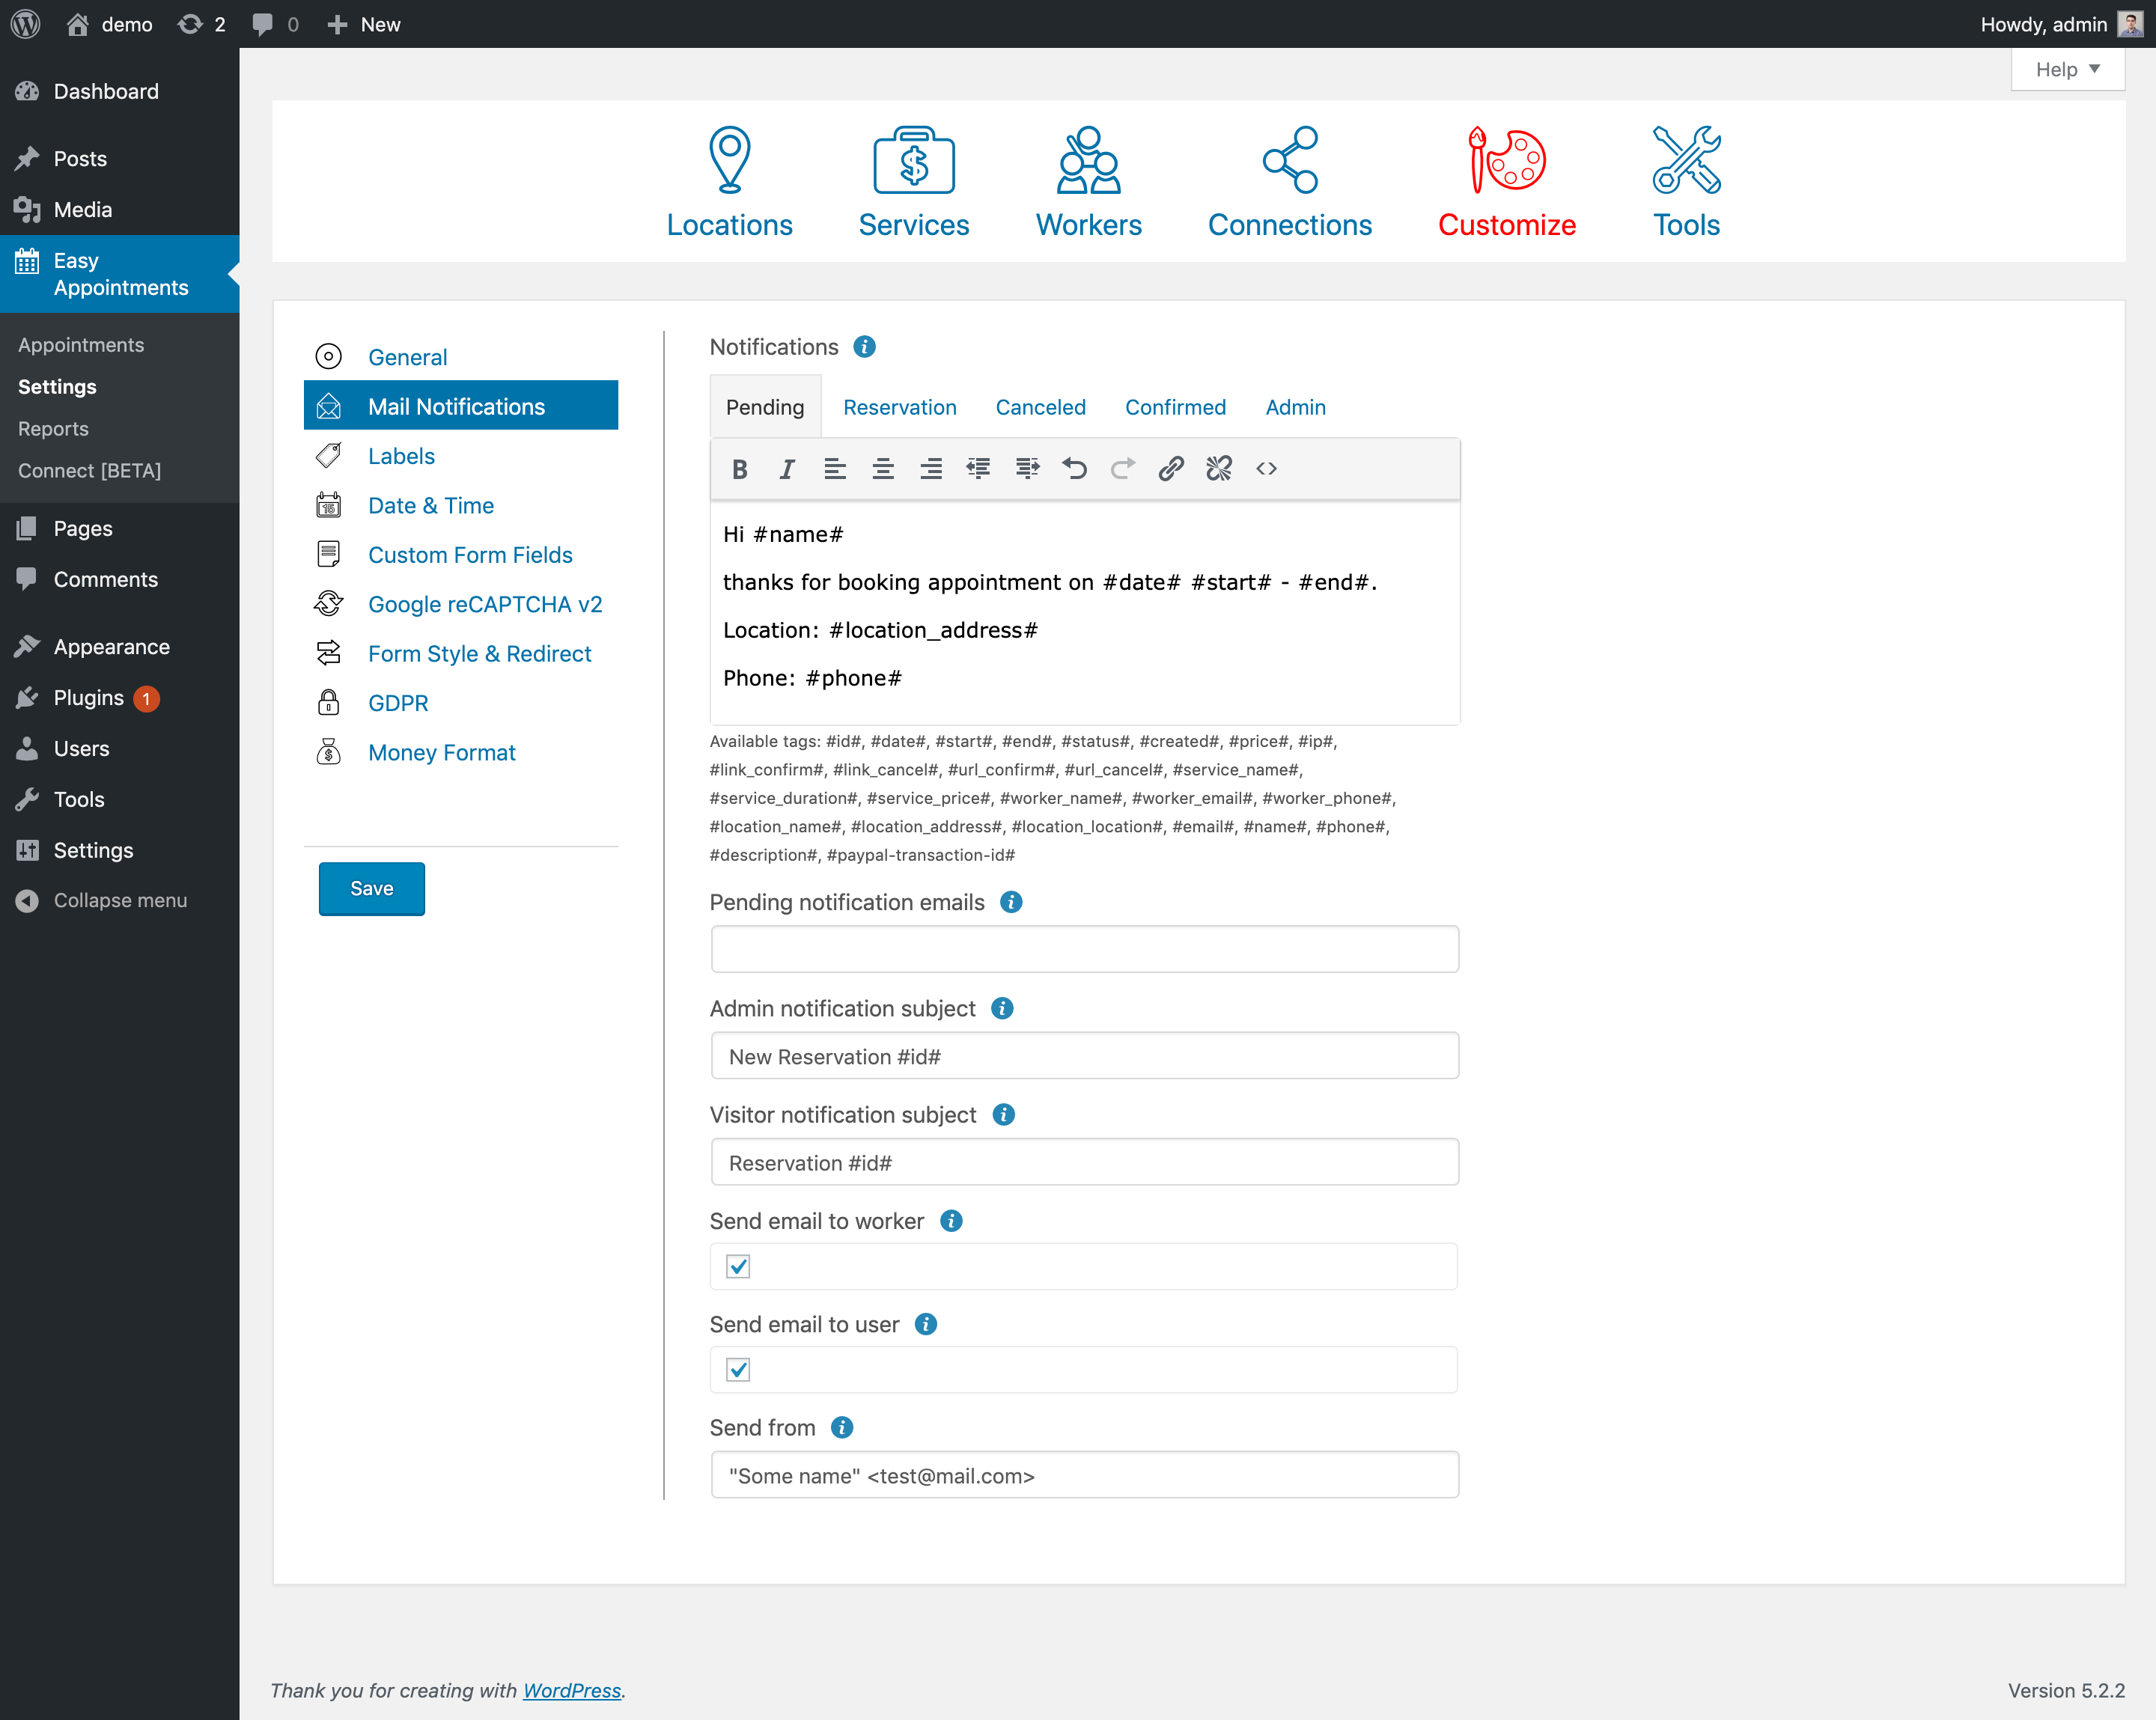 demo 2 0 New Howdy, admin
Help
Dashboard
Posts
Media
Easy
Appointments
Appointments
Settings
Reports
Connect [BETA]
Pages
Comments
Appearance
Plugins 1
Users
Tools
Settings
Collapse menu
Locations Services Workers Connections Customize Tools
General
Mail Notifications
Labels
Date & Time
Custom Form Fields
Google reCAPTCHA v2
Form Style & Redirect
GDPR
Money Format
Save
Notifications
Pending Reservation Canceled Confirmed Admin
Hi #name#
thanks for booking appointment on #date# #start# - #end#.
Location: #location_address#
Phone: #phone#
Available tags: #id#, #date#, #start#, #end#, #status#, #created#, #price#, #ip#,
#link_confirm#, #link_cancel#, #url_confirm#, #url_cancel#, #service_name#,
#service_duration#, #service_price#, #worker_name#, #worker_email#, #worker_phone#,
#location_name#, #location_address#, #location_location#, #email#, #name#, #phone#,
#description#, #paypal-transaction-id#
Pending notification emails
Admin notification subject
New Reservation #id#
Visitor notification subject
Reservation #id#
Send email to worker
Send email to user
Send from
"Some name" <test@mail.com>
Thank you for creating with WordPress.
Version 5.2.2